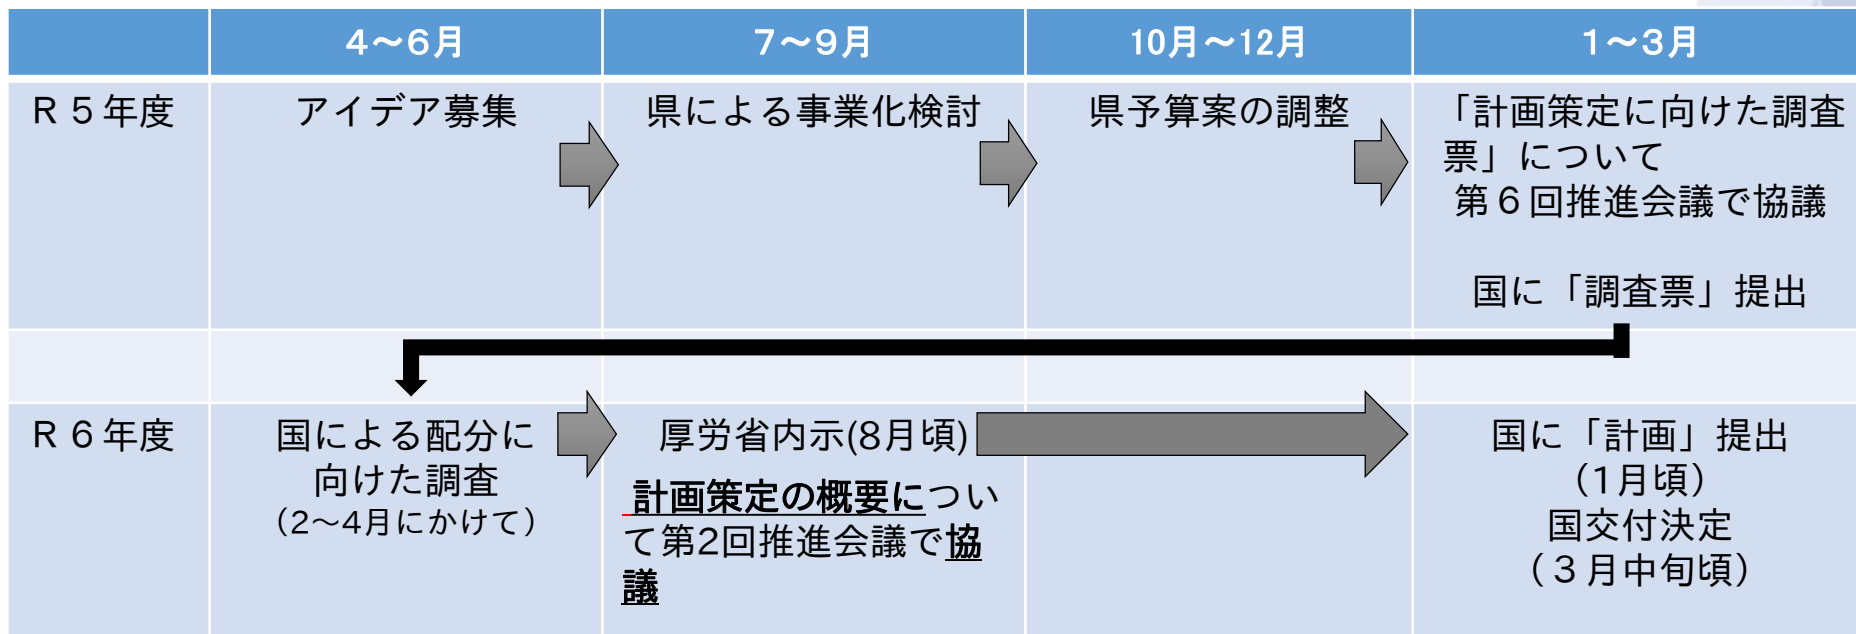 4～6月
7～9月
10月～12月
1～3月
R5年度
アイデア募集
県による事業化検討
県予算案の調整
「計画策定に向けた調査
票」について
第6回推進会議で協議
国に「調査票」提出
R6年度
国による配分に
向けた調査
（2～4月にかけて）
厚労省内示(8月頃)
計画策定の概要につい
て第2回推進会議で協
議
国に「計画」提出
（1月頃）
国交付決定
（3月中旬頃）